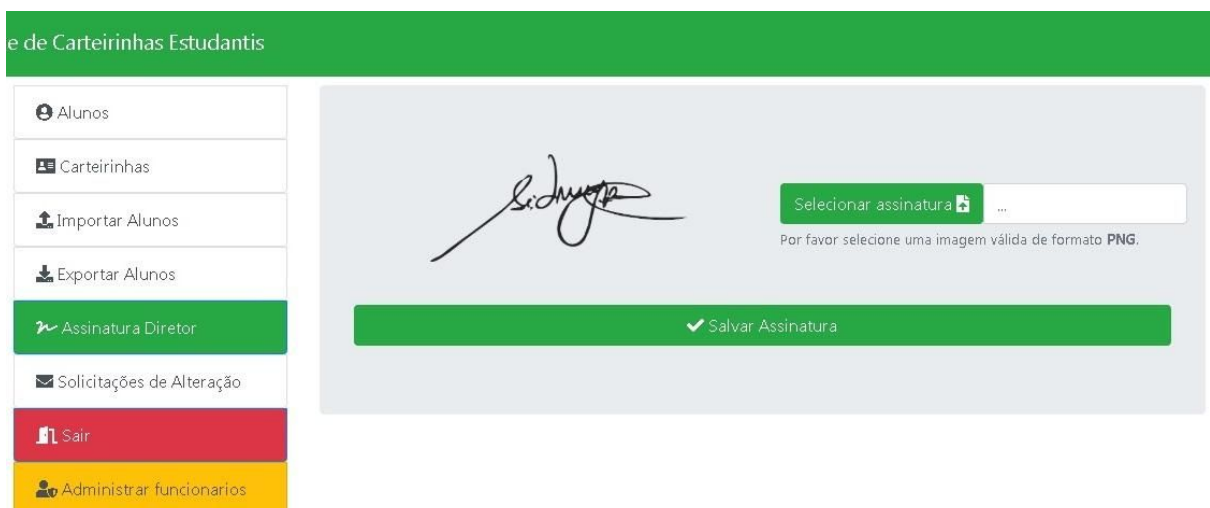 e de Carteirinhas Estudantis
Alunos
Carteirinhas
Importar Alunos
Exportar Alunos
Assinatura Diretor
Solicitações de Alteração
Sair
Administrar funcionarios
Selecionar assinatura ...
Por favor selecione uma imagem válida de formato PNG.
Salvar Assinatura